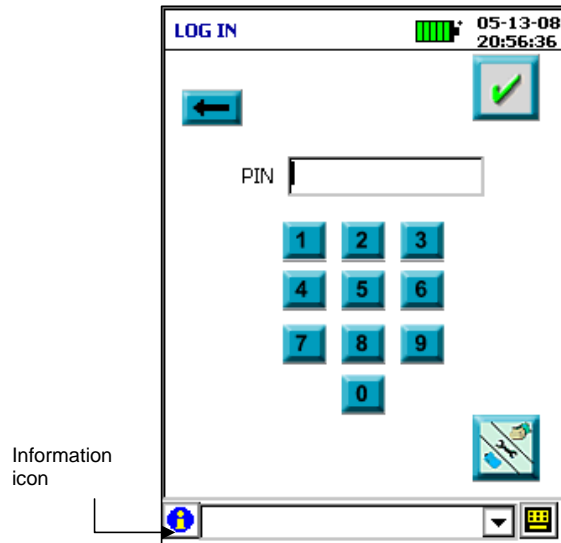 LOG IN
05-13-08
20:56:36
PIN
1 2 3
4 5 6
7 8 9
0
Information
icon
i